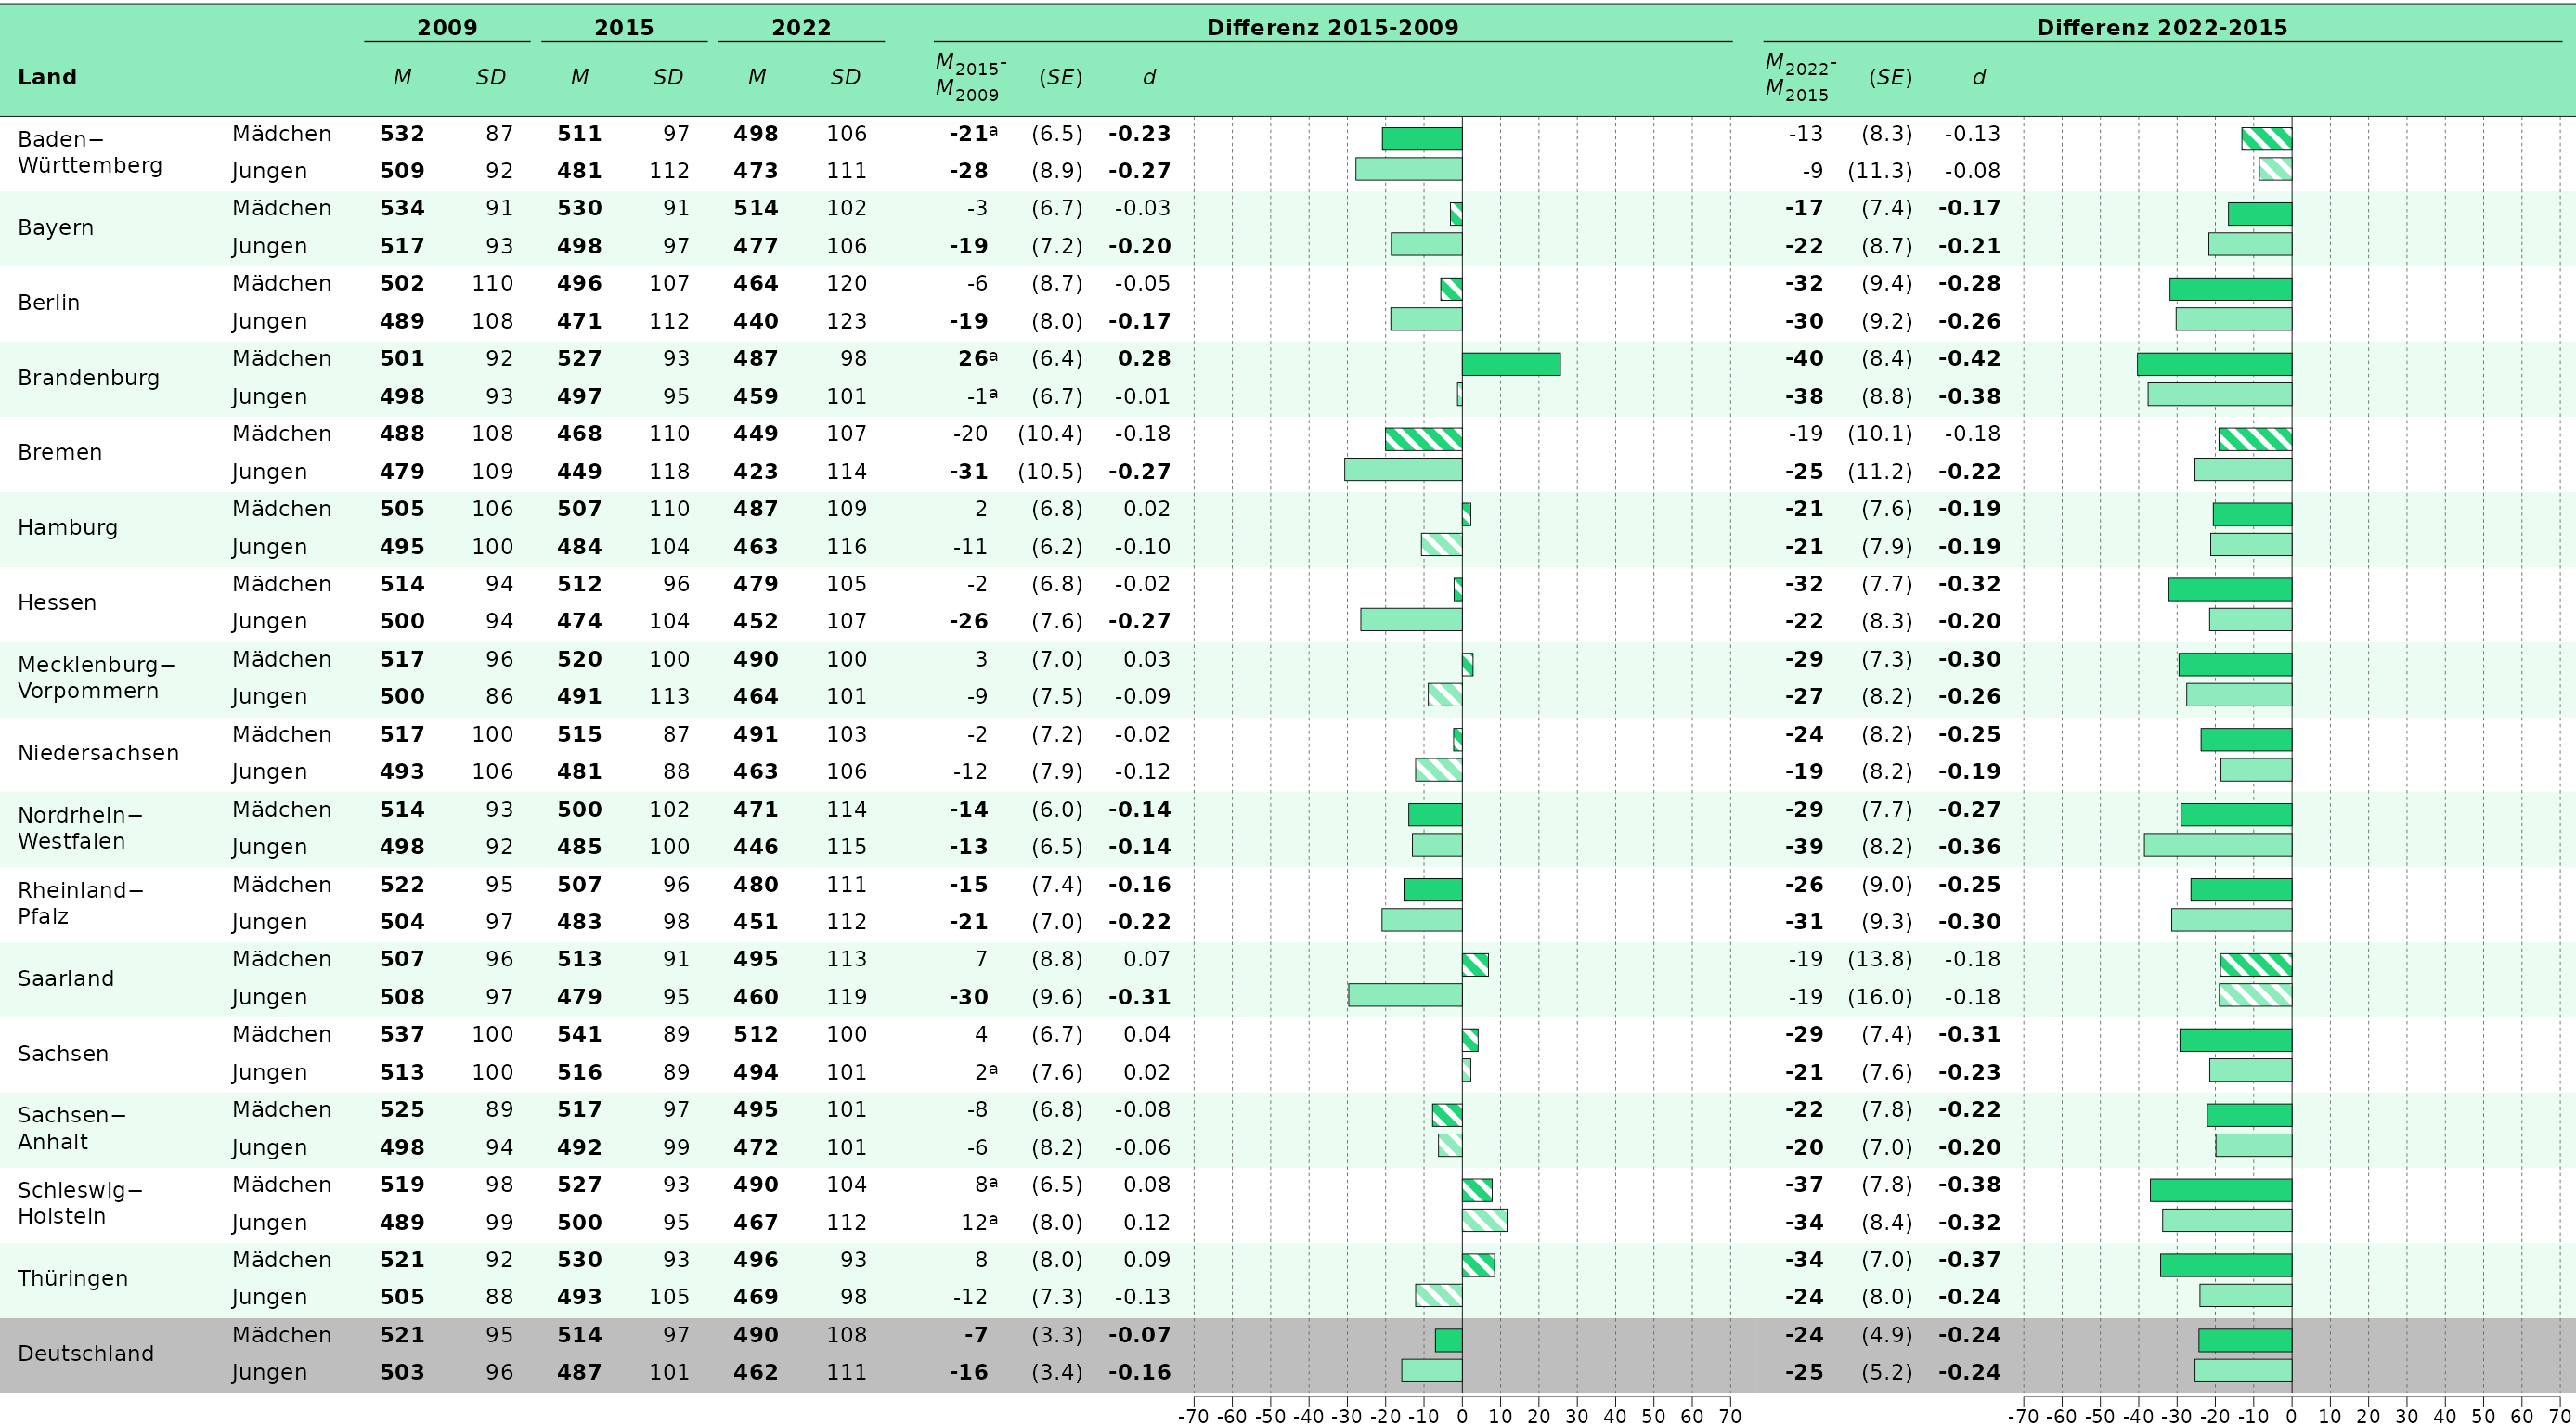 2009 2015 2022 Differenz 2015-2009 Differenz 2022-2015
Land M SD M SD M SD M2015- M2009 (SE) d M2022- M2015 (SE) d
Baden−Württemberg Mädchen 532 87 511 97 498 106 -21ª (6.5) -0.23 -13 (8.3) -0.13
Jungen 509 92 481 112 473 111 -28 (8.9) -0.27 -9 (11.3) -0.08
Bayern Mädchen 534 91 530 91 514 102 -3 (6.7) -0.03 -17 (7.4) -0.17
Jungen 517 93 498 97 477 106 -19 (7.2) -0.20 -22 (8.7) -0.21
Berlin Mädchen 502 110 496 107 464 120 -6 (8.7) -0.05 -32 (9.4) -0.28
Jungen 489 108 471 112 440 123 -19 (8.0) -0.17 -30 (9.2) -0.26
Brandenburg Mädchen 501 92 527 93 487 98 26ª (6.4) 0.28 -40 (8.4) -0.42
Jungen 498 93 497 95 459 101 -1ª (6.7) -0.01 -38 (8.8) -0.38
Bremen Mädchen 488 108 468 110 449 107 -20 (10.4) -0.18 -19 (10.1) -0.18
Jungen 479 109 449 118 423 114 -31 (10.5) -0.27 -25 (11.2) -0.22
Hamburg Mädchen 505 106 507 110 487 109 2 (6.8) 0.02 -21 (7.6) -0.19
Jungen 495 100 484 104 463 116 -11 (6.2) -0.10 -21 (7.9) -0.19
Hessen Mädchen 514 94 512 96 479 105 -2 (6.8) -0.02 -32 (7.7) -0.32
Jungen 500 94 474 104 452 107 -26 (7.6) -0.27 -22 (8.3) -0.20
Mecklenburg−Vorpommern Mädchen 517 96 520 100 490 100 3 (7.0) 0.03 -29 (7.3) -0.30
Jungen 500 86 491 113 464 101 -9 (7.5) -0.09 -27 (8.2) -0.26
Niedersachsen Mädchen 517 100 515 87 491 103 -2 (7.2) -0.02 -24 (8.2) -0.25
Jungen 493 106 481 88 463 106 -12 (7.9) -0.12 -19 (8.2) -0.19
Nordrhein−Westfalen Mädchen 514 93 500 102 471 114 -14 (6.0) -0.14 -29 (7.7) -0.27
Jungen 498 92 485 100 446 115 -13 (6.5) -0.14 -39 (8.2) -0.36
Rheinland−Pfalz Mädchen 522 95 507 96 480 111 -15 (7.4) -0.16 -26 (9.0) -0.25
Jungen 504 97 483 98 451 112 -21 (7.0) -0.22 -31 (9.3) -0.30
Saarland Mädchen 507 96 513 91 495 113 7 (8.8) 0.07 -19 (13.8) -0.18
Jungen 508 97 479 95 460 119 -30 (9.6) -0.31 -19 (16.0) -0.18
Sachsen Mädchen 537 100 541 89 512 100 4 (6.7) 0.04 -29 (7.4) -0.31
Jungen 513 100 516 89 494 101 2ª (7.6) 0.02 -21 (7.6) -0.23
Sachsen−Anhalt Mädchen 525 89 517 97 495 101 -8 (6.8) -0.08 -22 (7.8) -0.22
Jungen 498 94 492 99 472 101 -6 (8.2) -0.06 -20 (7.0) -0.20
Schleswig−Holstein Mädchen 519 98 527 93 490 104 8ª (6.5) 0.08 -37 (7.8) -0.38
Jungen 489 99 500 95 467 112 12ª (8.0) 0.12 -34 (8.4) -0.32
Thüringen Mädchen 521 92 530 93 496 93 8 (8.0) 0.09 -34 (7.0) -0.37
Jungen 505 88 493 105 469 98 -12 (7.3) -0.13 -24 (8.0) -0.24
Deutschland Mädchen 521 95 514 97 490 108 -7 (3.3) -0.07 -24 (4.9) -0.24
Jungen 503 96 487 101 462 111 -16 (3.4) -0.16 -25 (5.2) -0.24
-70 -60 -50 -40 -30 -20 -10 0 10 20 30 40 50 60 70 -70 -60 -50 -40 -30 -20 -10 0 10 20 30 40 50 60 70